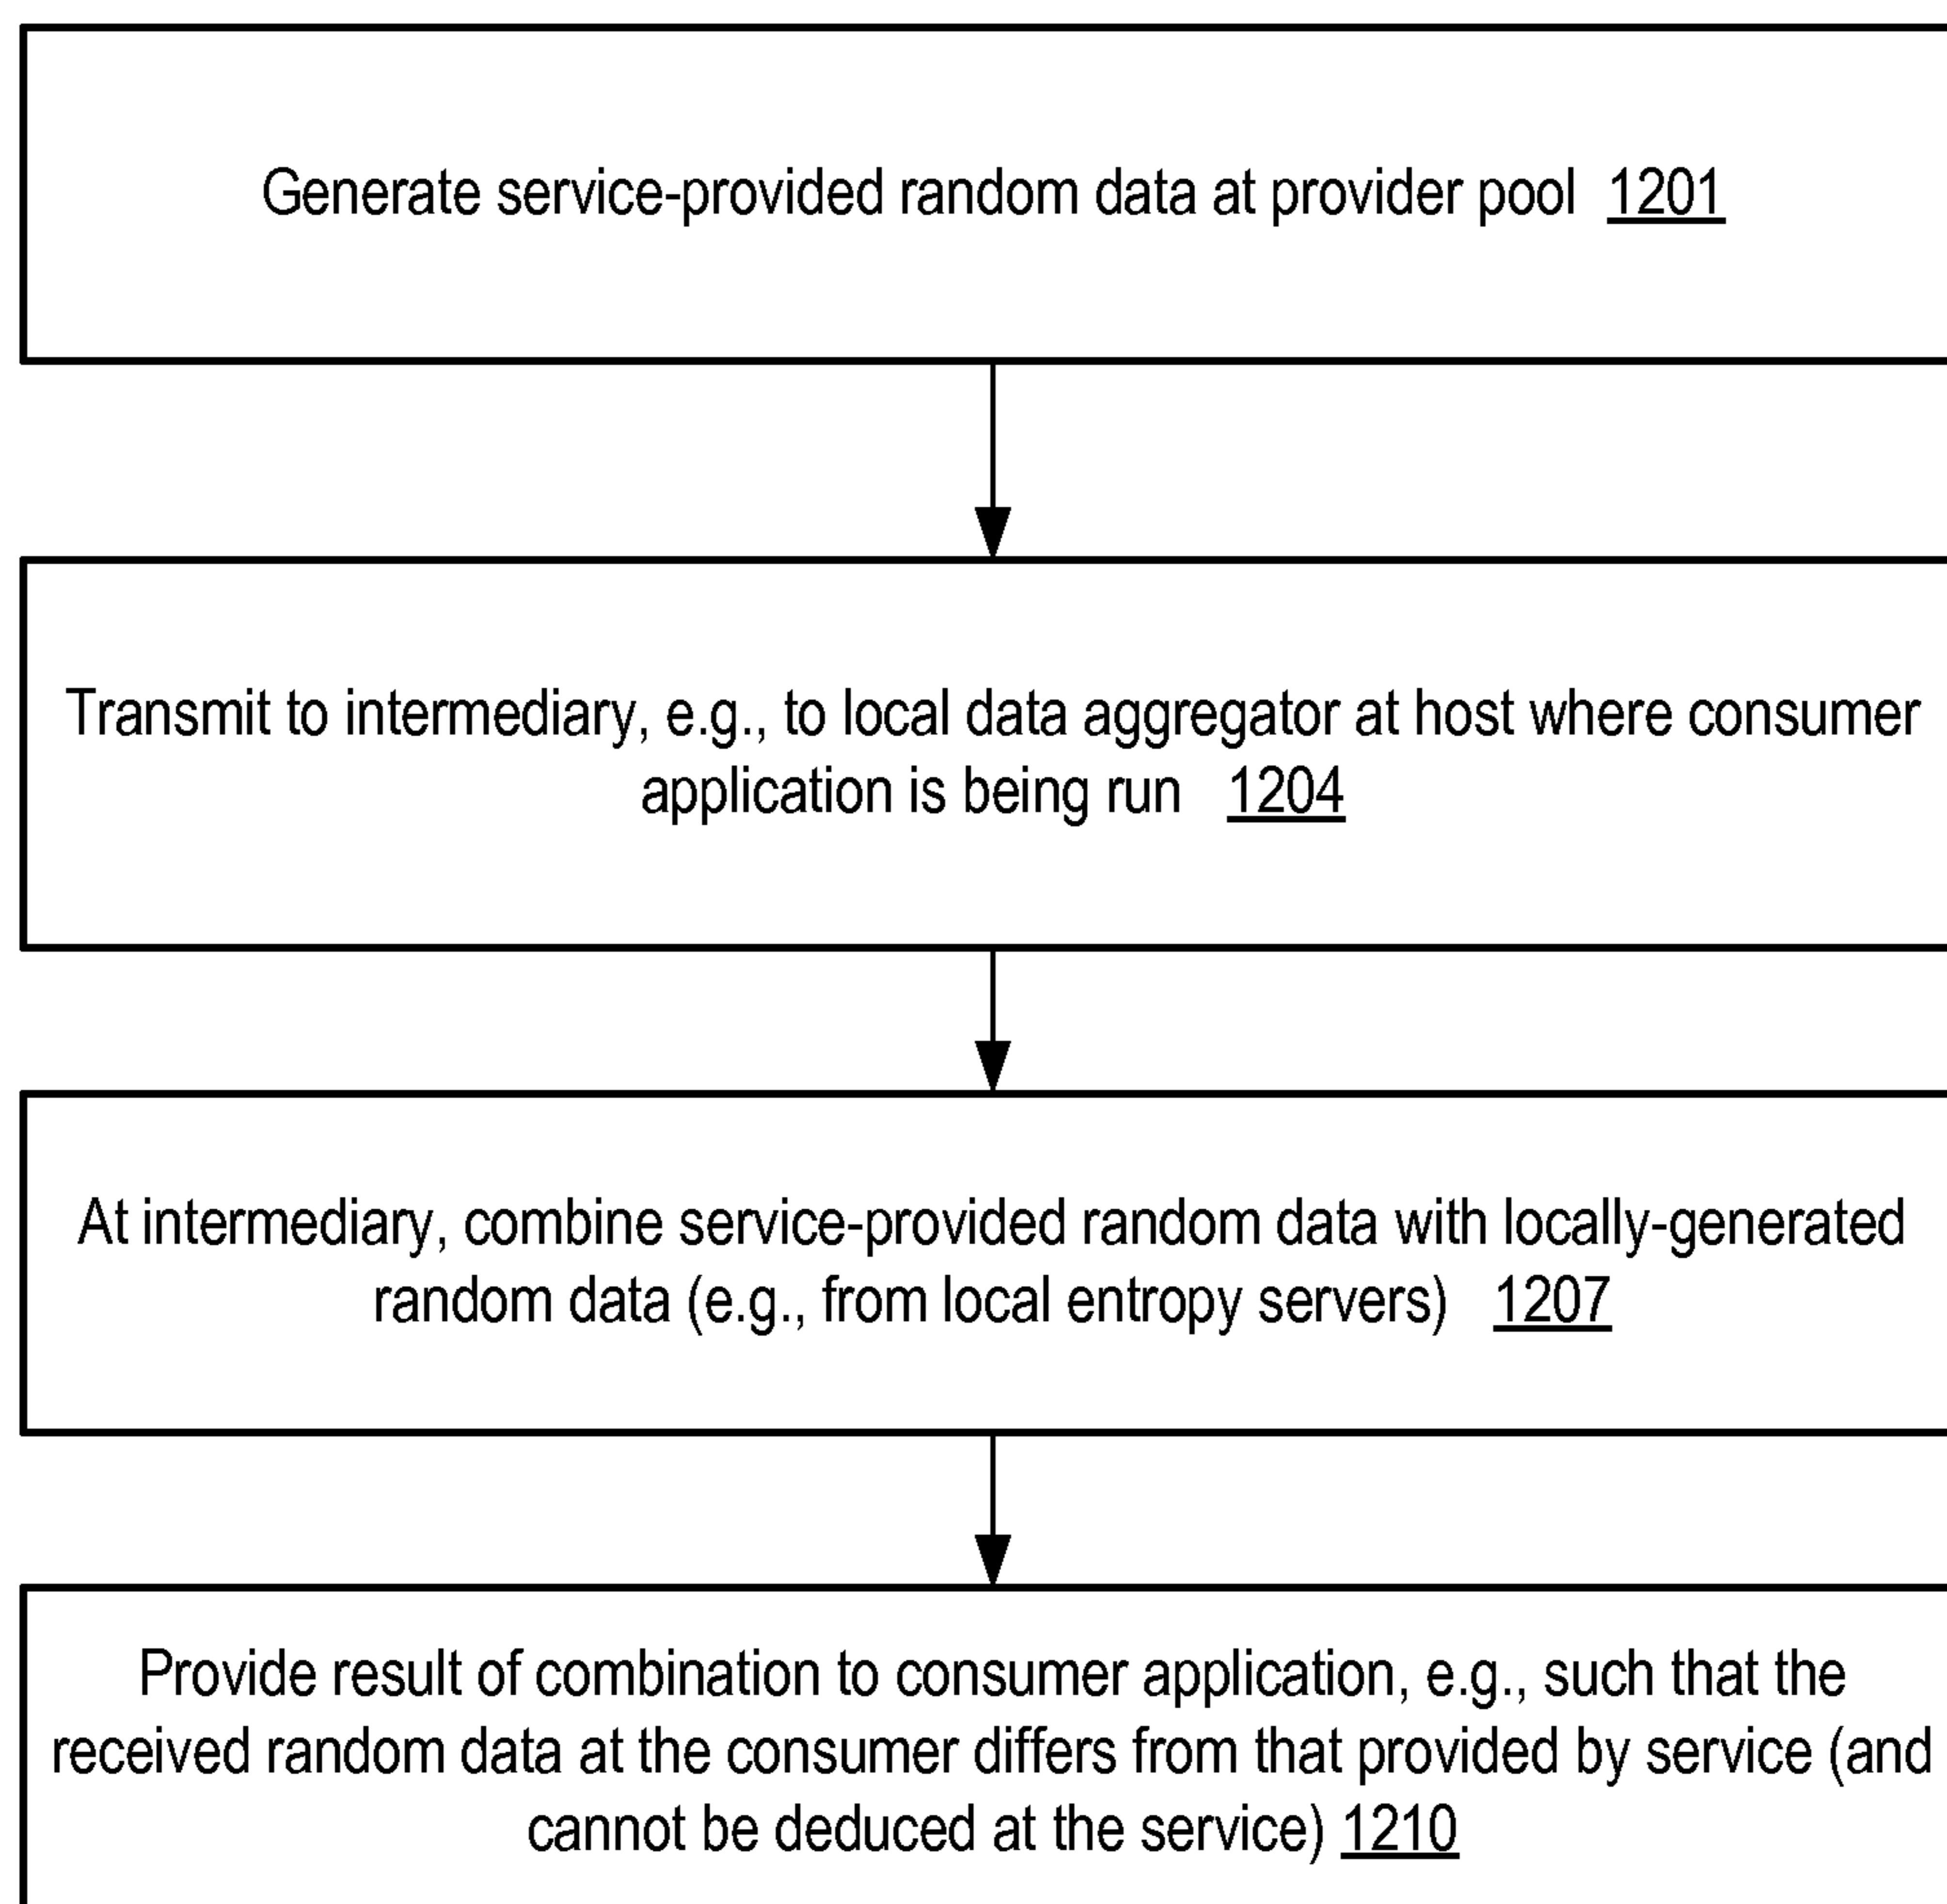 Generate service-provided random data at provider pool 1201
Transmit to intermediary, e.g., to local data aggregator at host where consumer
application is being run 1204
At intermediary, combine service-provided random data with locally-generated
random data (e.g., from local entropy servers) 1207
Provide result of combination to consumer application, e.g., such that the
received random data at the consumer differs from that provided by service (and
cannot be deduced at the service) 1210